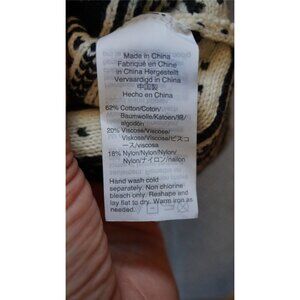 Made in China
Fabriqué en Chine
in China Hergestellt
Vervaardigd in China
中国制造
Hecho en China
62% Cotton/Coton/
Baumwolle/Katoen/棉/
algodón
20% Viscose/Viscose/
Viskose/Viscose/ビスコ
ース/viscosa
18% Nylon/Nylon/Nylon/
Nylon/ナイロン/nailon
Hand wash cold
separately. Non chlorine
bleach only. Reshape and
lay flat to dry. Warm iron as
needed.